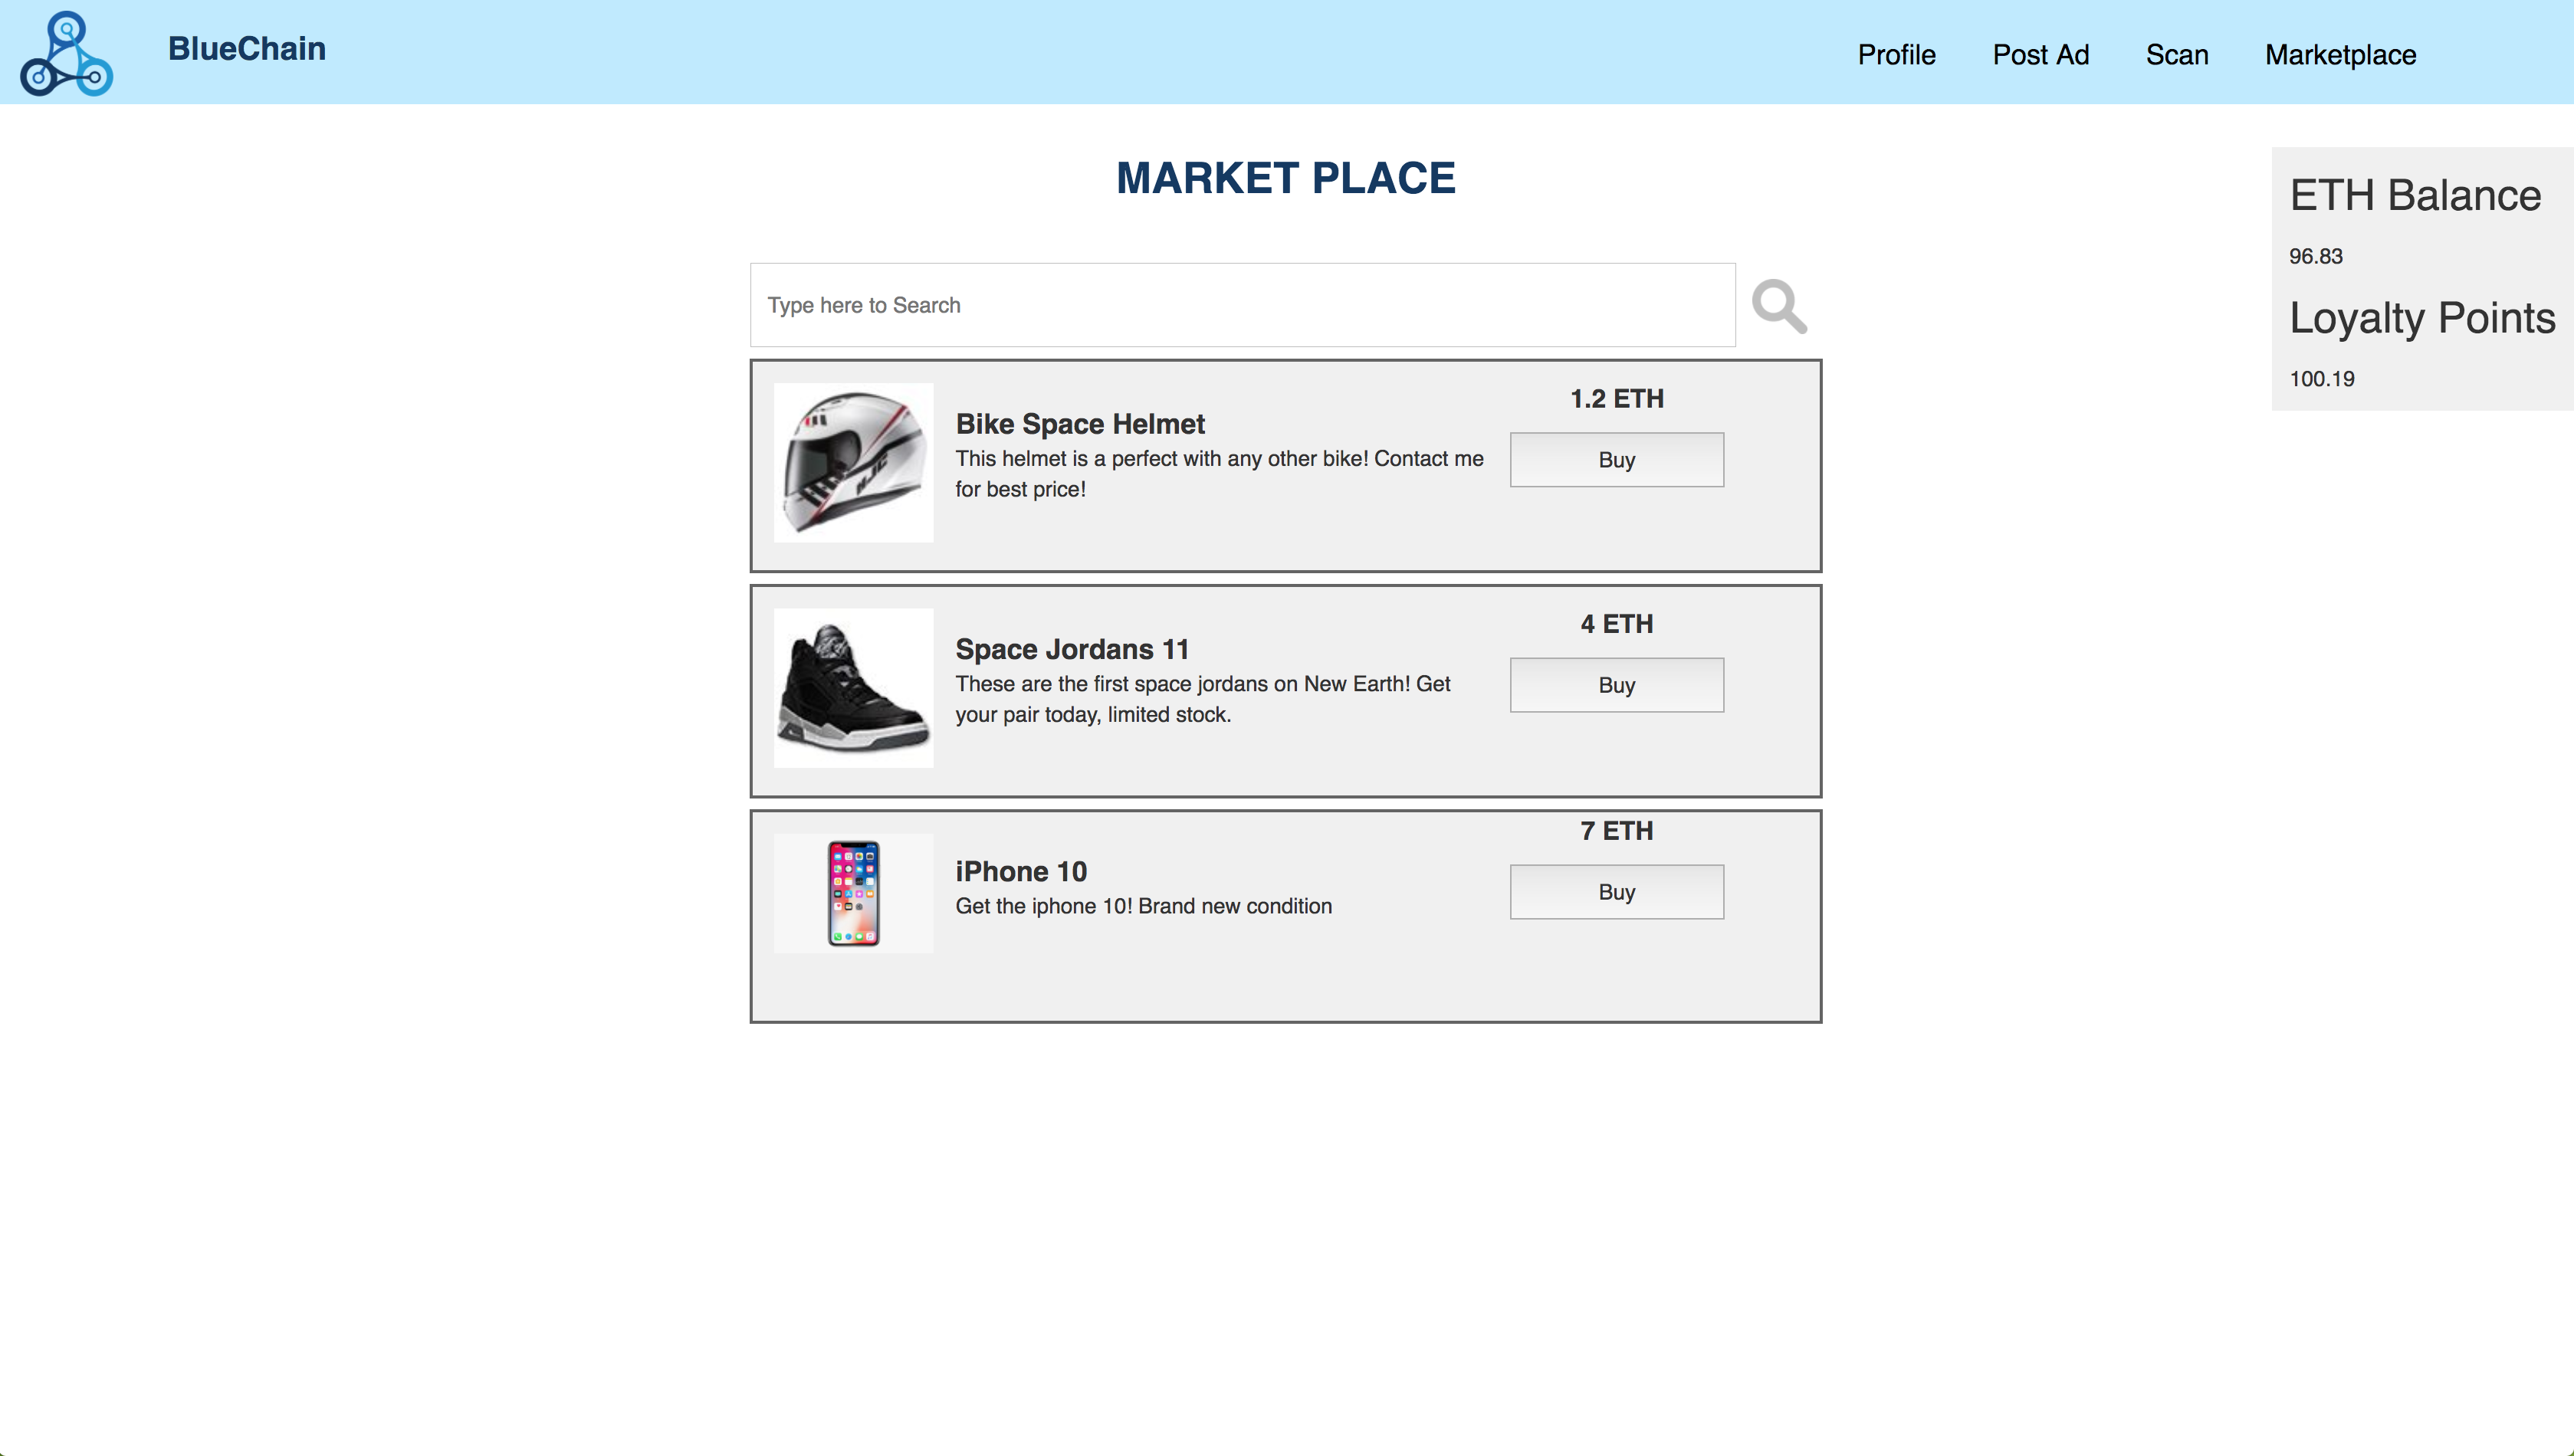 BlueChain
Profile
Post Ad
Scan
Marketplace
MARKET PLACE
ETH Balance
96.83
Loyalty Points
100.19
Type here to Search
Bike Space Helmet
This helmet is a perfect with any other bike! Contact me
for best price!
1.2 ETH
Buy
HJC
Space Jordans 11
These are the first space jordans on New Earth! Get
your pair today, limited stock.
4 ETH
Buy
iPhone 10
Get the iphone 10! Brand new condition
7 ETH
Buy